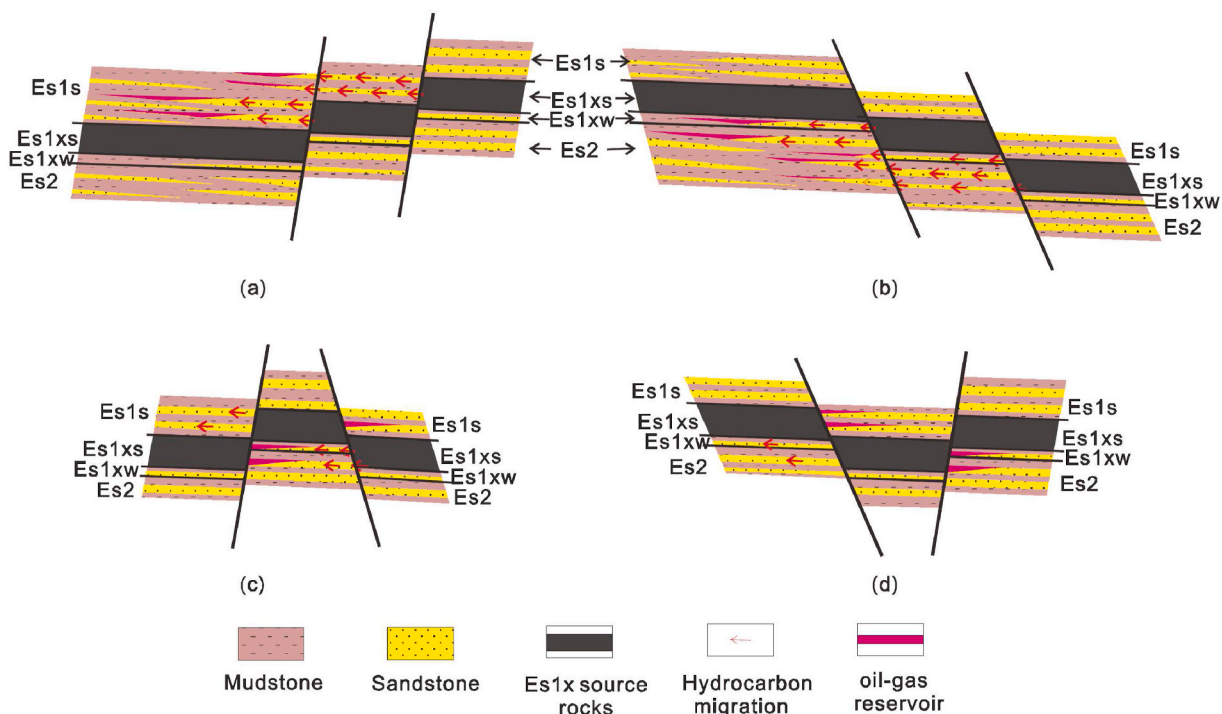 Es1s
Es1xs
Es1xw
Es2
Es1s
Es1xs
Es1xw
Es2
Es1s
Es1xs
Es1xw
Es2
(a)
(b)
Es1s
Es1xs
Es1xw
Es2
Es1s
Es1xs
Es1xw
Es2
Es1s
Es1xs
Es1xw
Es2
Es1s
Es1xs
Es1xw
Es2
(c)
(d)
Mudstone
Sandstone
Es1x source
rocks
Hydrocarbon
migration
oil-gas
reservoir